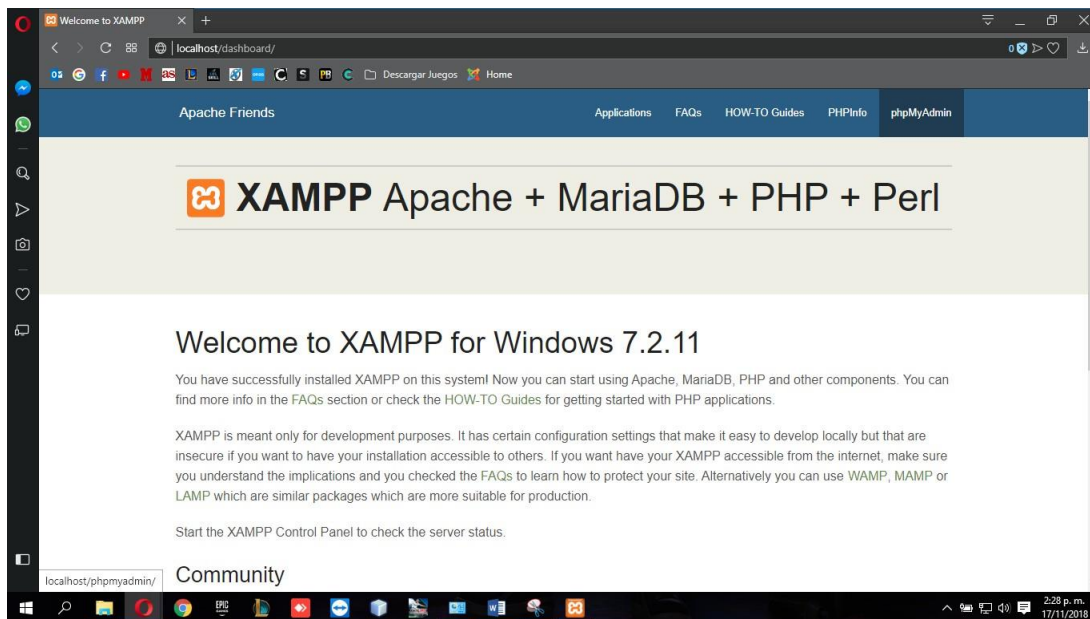 Welcome to XAMPP
localhost/dashboard/
0
as
PB
Descargar Juegos
Home
Apache Friends
Applications
FAQs
HOW-TO Guides
PHPInfo
phpMyAdmin
XAMPP Apache + MariaDB + PHP + Perl
Welcome to XAMPP for Windows 7.2.11
You have successfully installed XAMPP on this system! Now you can start using Apache, MariaDB, PHP and other components. You can
find more info in the FAQs section or check the HOW-TO Guides for getting started with PHP applications.
XAMPP is meant only for development purposes. It has certain configuration settings that make it easy to develop locally but that are
insecure if you want to have your installation accessible to others. If you want have your XAMPP accessible from the internet, make sure
you understand the implications and you checked the FAQs to learn how to protect your site. Alternatively you can use WAMP, MAMP or
LAMP which are similar packages which are more suitable for production.
Start the XAMPP Control Panel to check the server status.
Community
localhost/phpmyadmin/
EPIC
2:28 p. m.
17/11/2018